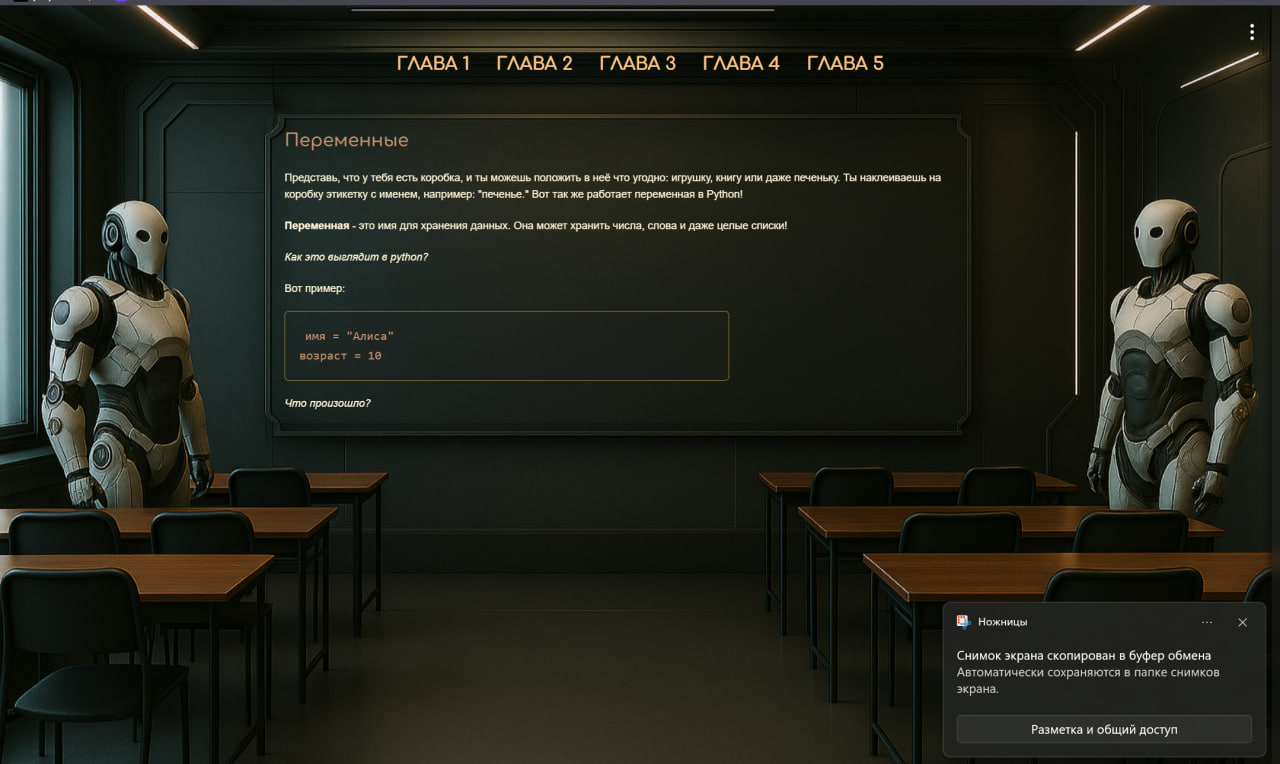 ГЛАВА 1 ГЛАВА 2 ГЛАВА 3 ГЛАВА 4 ГЛАВА 5
Переменные
Представь, что у тебя есть коробка, и ты можешь положить в неё что угодно: игрушку, книгу или даже печеньку. Ты наклеиваешь на
коробку этикетку с именем, например: "печенье." Вот так же работает переменная в Python!
Переменная - это имя для хранения данных. Она может хранить числа, слова и даже целые списки!
Как это выглядит в python?
Вот пример:
имя = "Алиса"
возраст = 10
Что произошло?
Ножницы
Снимок экрана скопирован в буфер обмена
Автоматически сохраняются в папке снимков
экрана.
Разметка и общий доступ